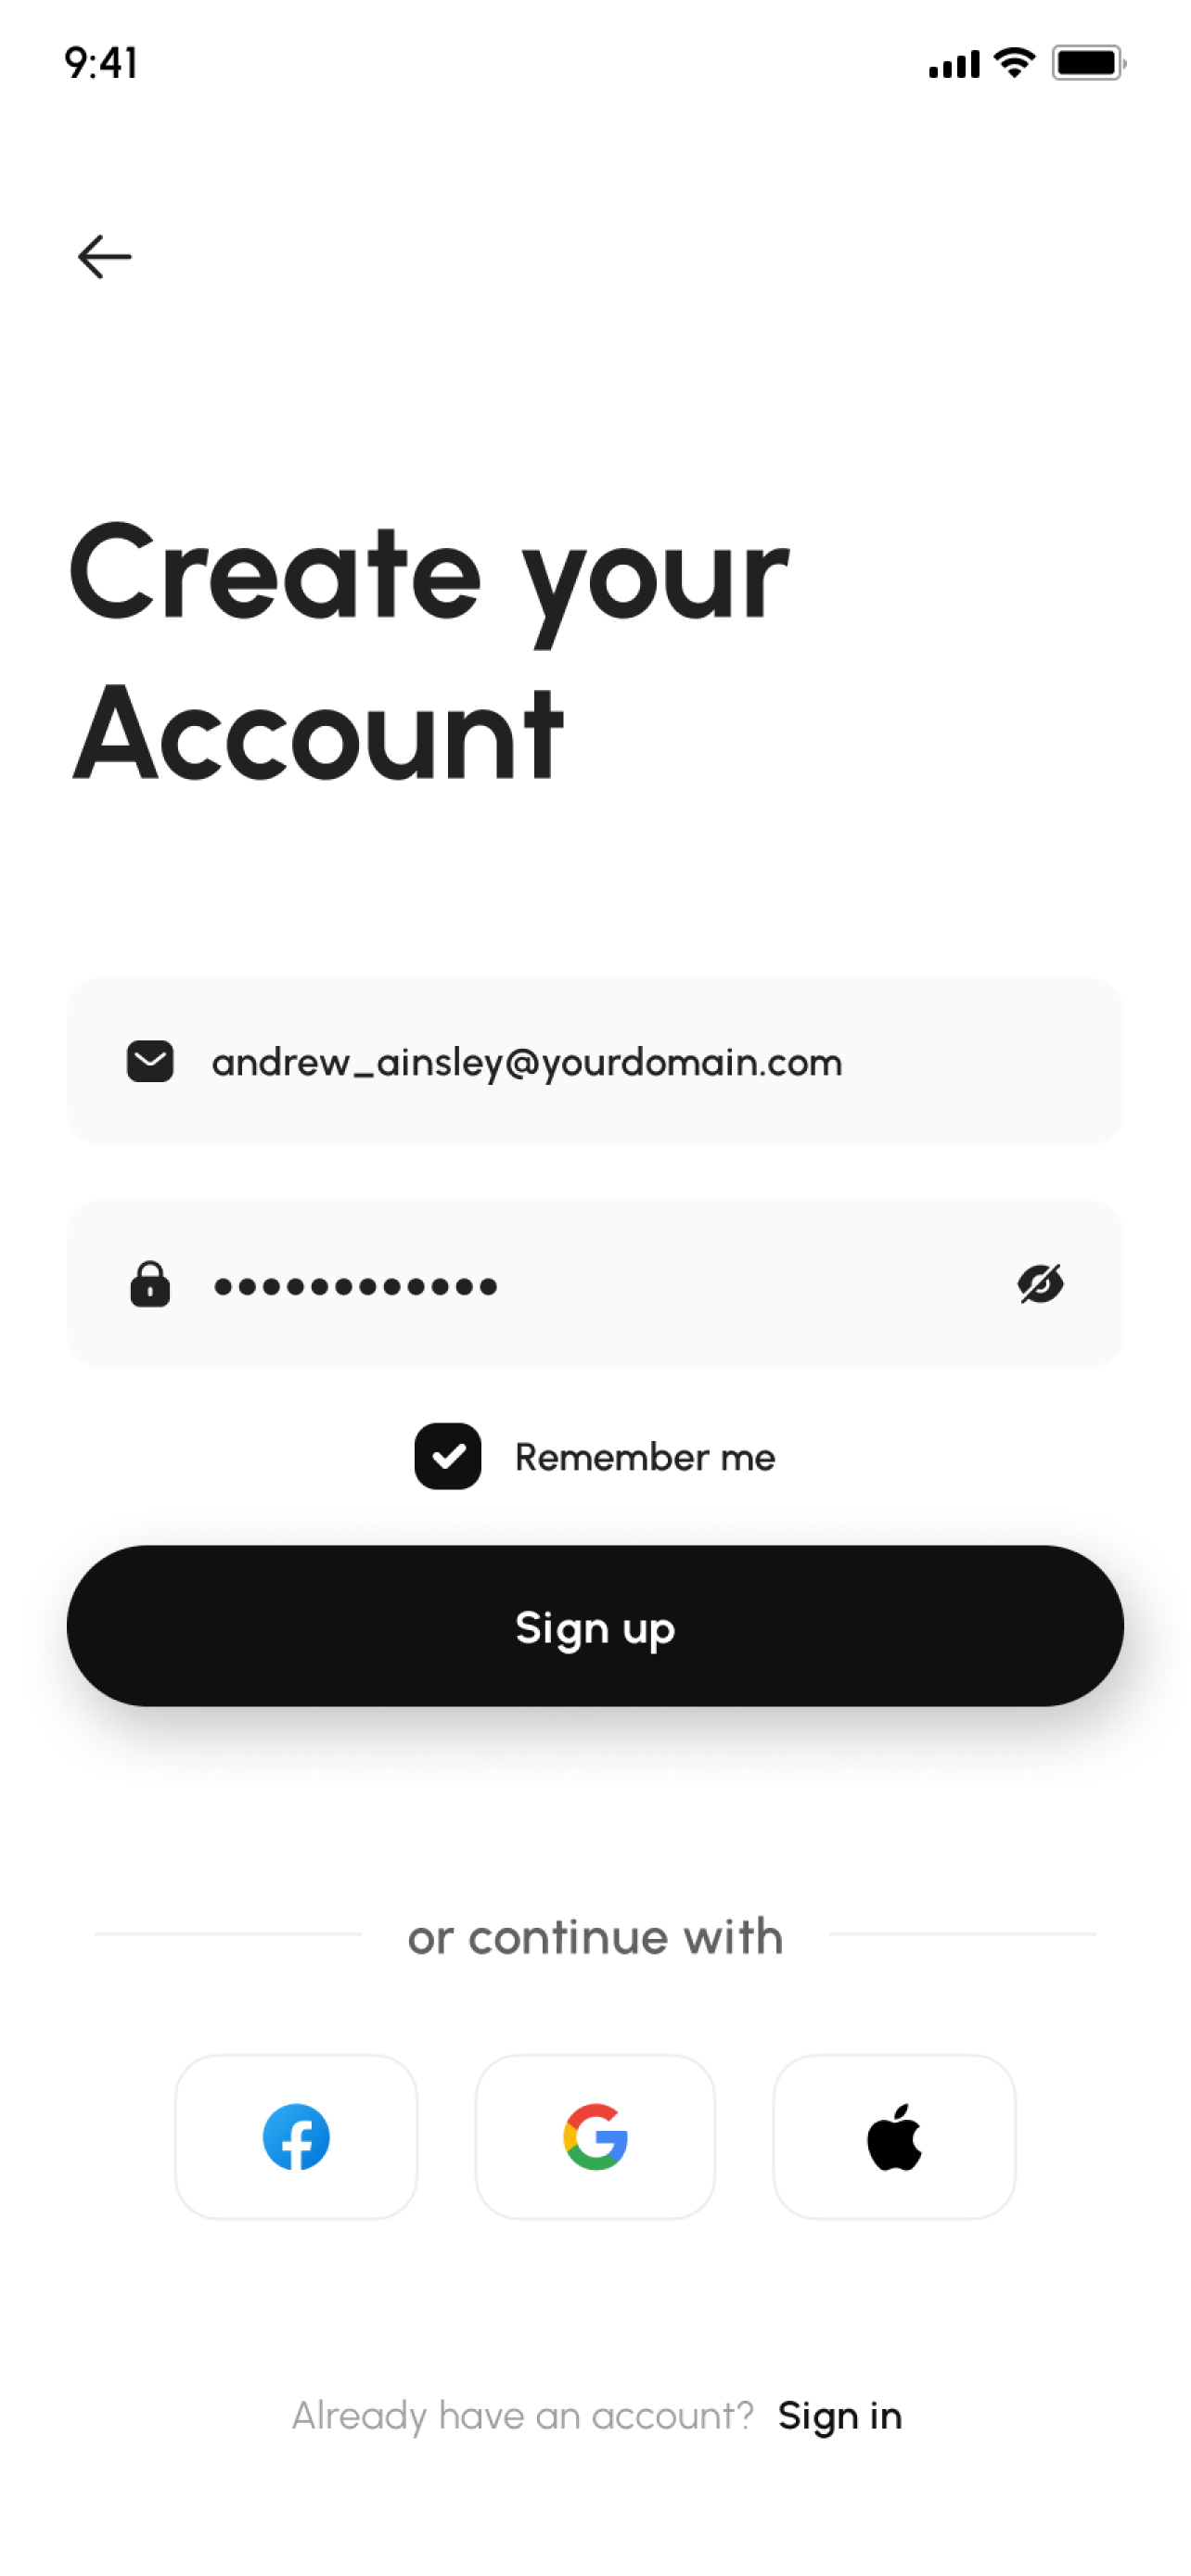 9:41
Create your
Account
andrew_ainsley@yourdomain.com
●●●●●●●●●●●●
Remember me
Sign up
or continue with
Already have an account? Sign in